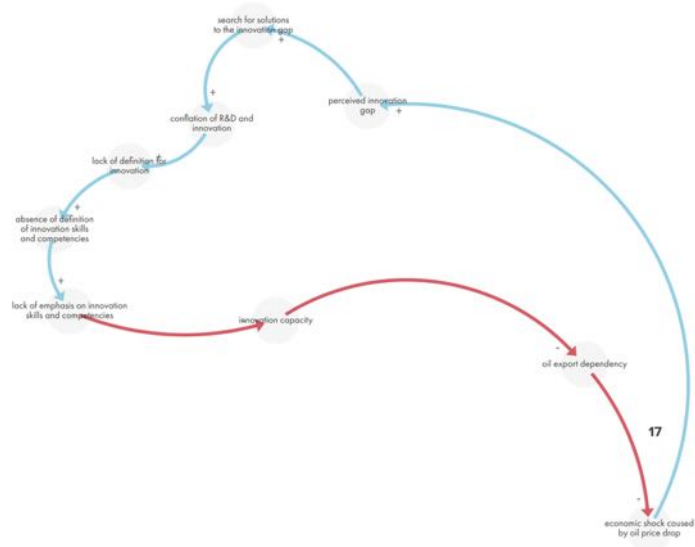 search for solutions
to the innovation gap
+
+
perceived innovation
gap
+
conflation of R&D and
innovation
+
lack of definition for
innovation
+
absence of definition
of innovation skills
and competencies
+
lack of emphasis on innovation
skills and competencies
-
innovation capacity
-
oil export dependency
17
-
economic shock caused
by oil price drop